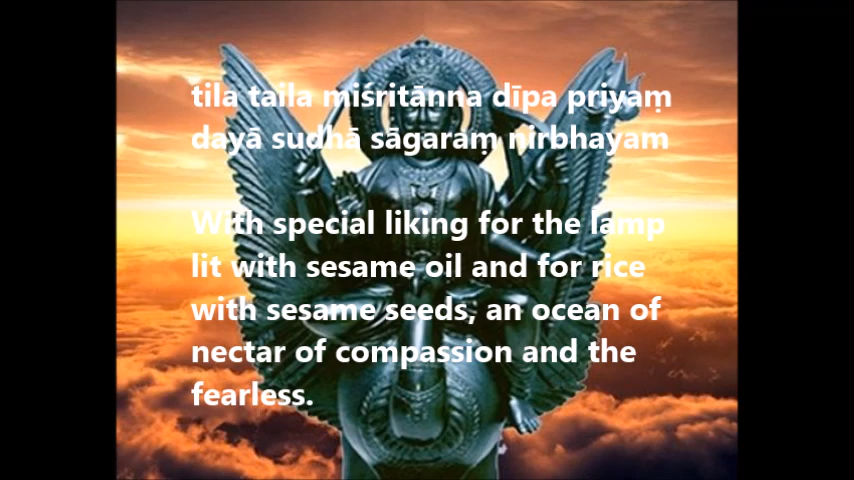 tila taila miśritānna dīpa priyaṃ
dayā sudhā sāgaraṃ nirbhayam
With special liking for the lamp
lit with sesame oil and for rice
with sesame seeds, an ocean of
nectar of compassion and the
fearless.